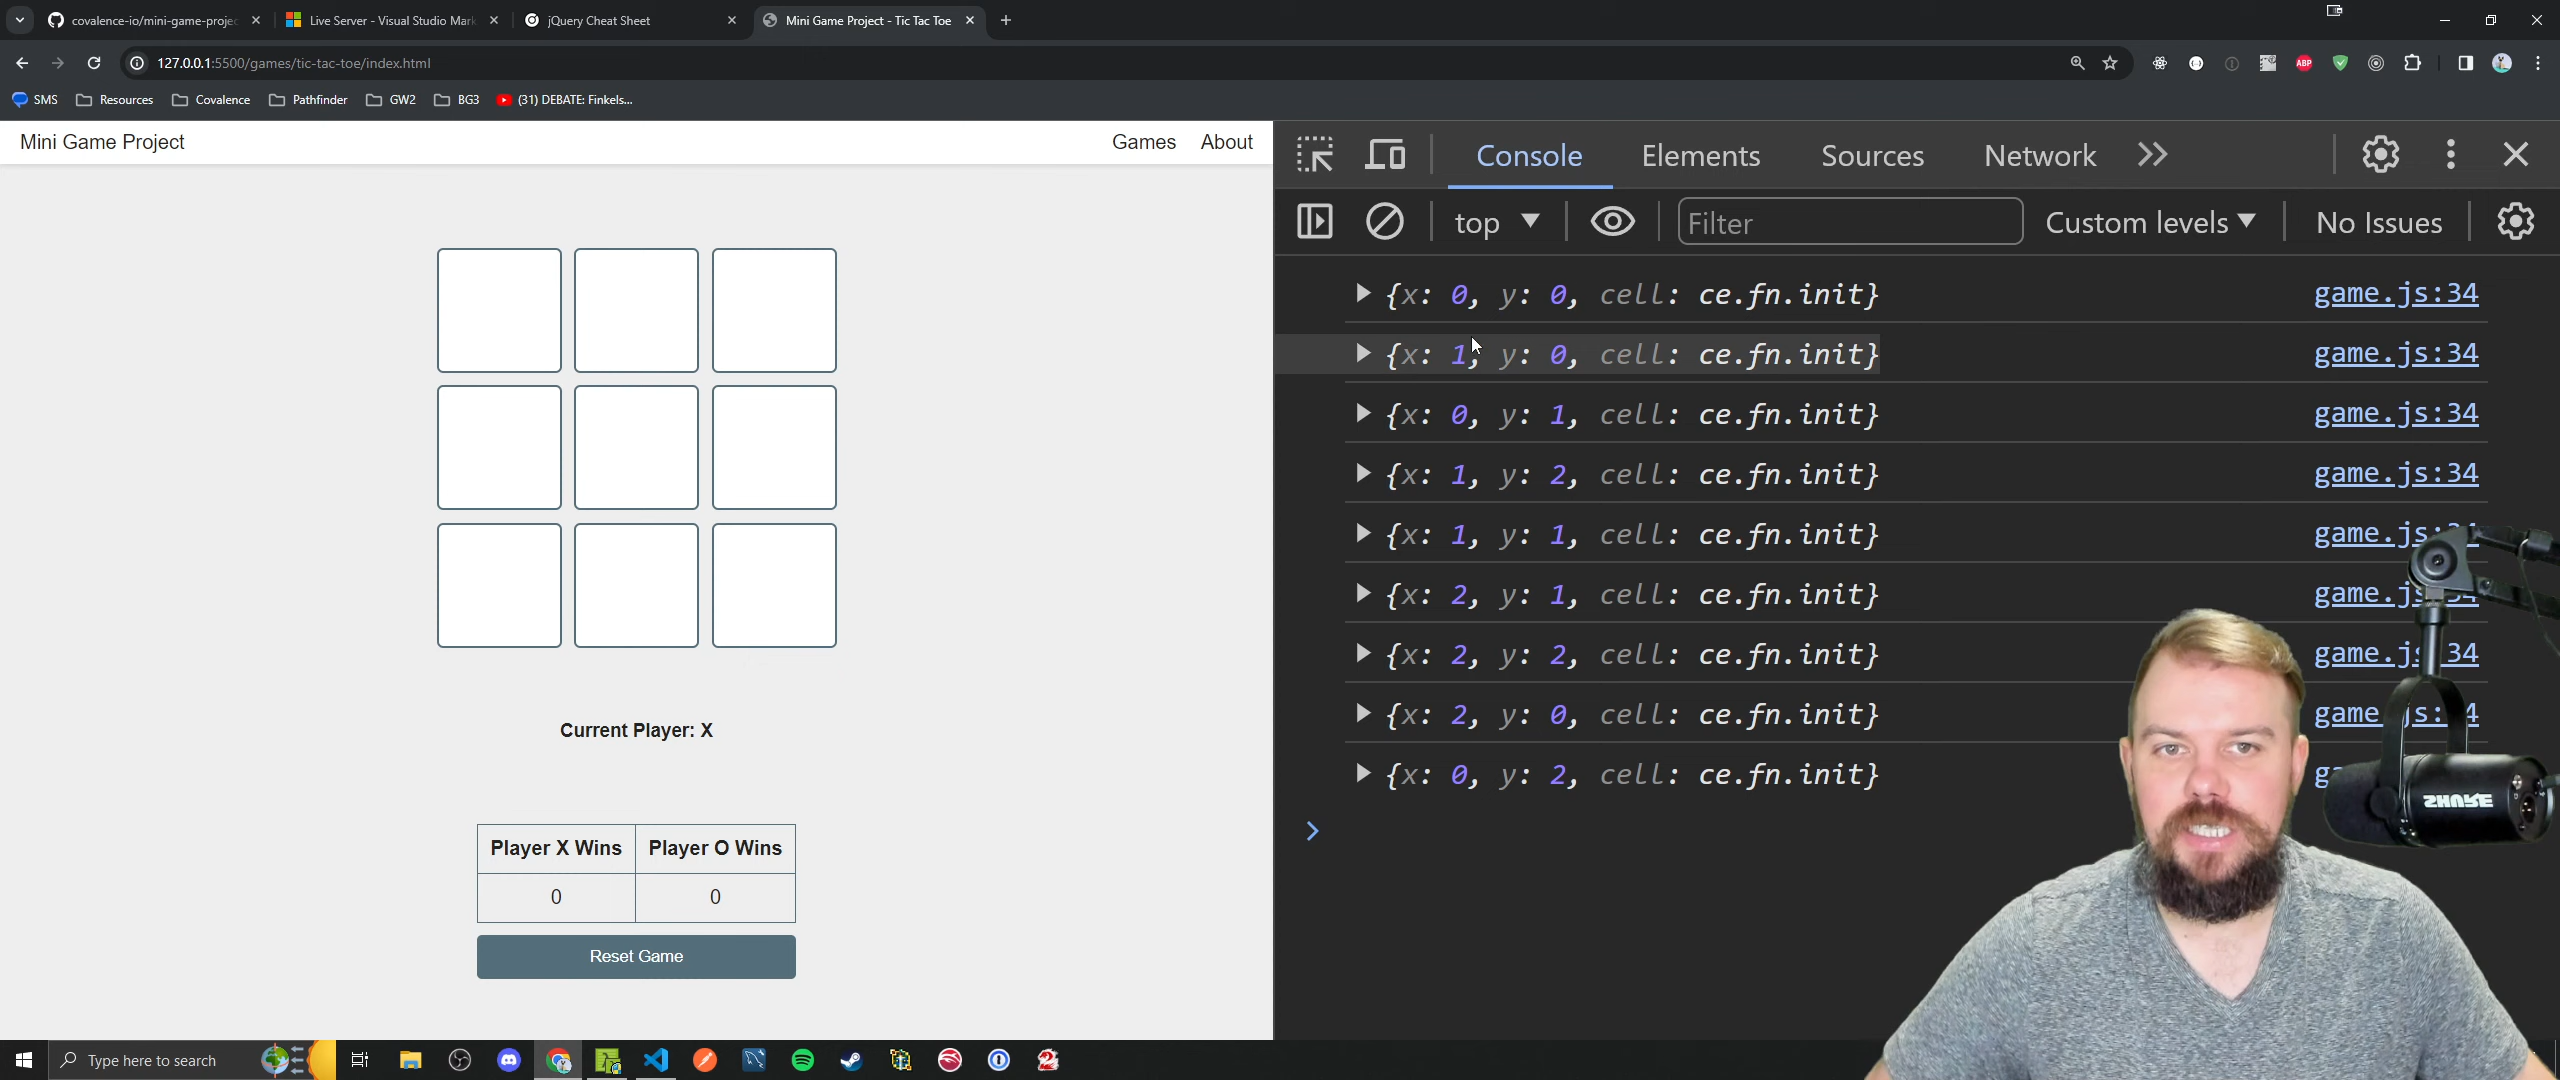 covalence-io/mini-game-projec
Live Server - Visual Studio Mark
jQuery Cheat Sheet
Mini Game Project - Tic Tac Toe
127.0.0.1:5500/games/tic-tac-toe/index.html
ABP
SMS
Resources
Covalence
Pathfinder
GW2
BG3
(31) DEBATE: Finkels...
Mini Game Project
Games
About
Current Player: X
Player X Wins
Player O Wins
0
0
Reset Game
Console
Elements
Sources
Network
top
Filter
Custom levels
No Issues
{x: 0, y: 0, cell: ce.fn.init} game.js:34
{x: 1, y: 0, cell: ce.fn.init} game.js:34
{x: 0, y: 1, cell: ce.fn.init} game.js:34
{x: 1, y: 2, cell: ce.fn.init} game.js:34
{x: 1, y: 1, cell: ce.fn.init}
{x: 2, y: 1, cell: ce.fn.init}
{x: 2, y: 2, cell: ce.fn.init}
{x: 2, y: 0, cell: ce.fn.init}
{x: 0, y: 2, cell: ce.fn.init}
SHURE
Type here to search